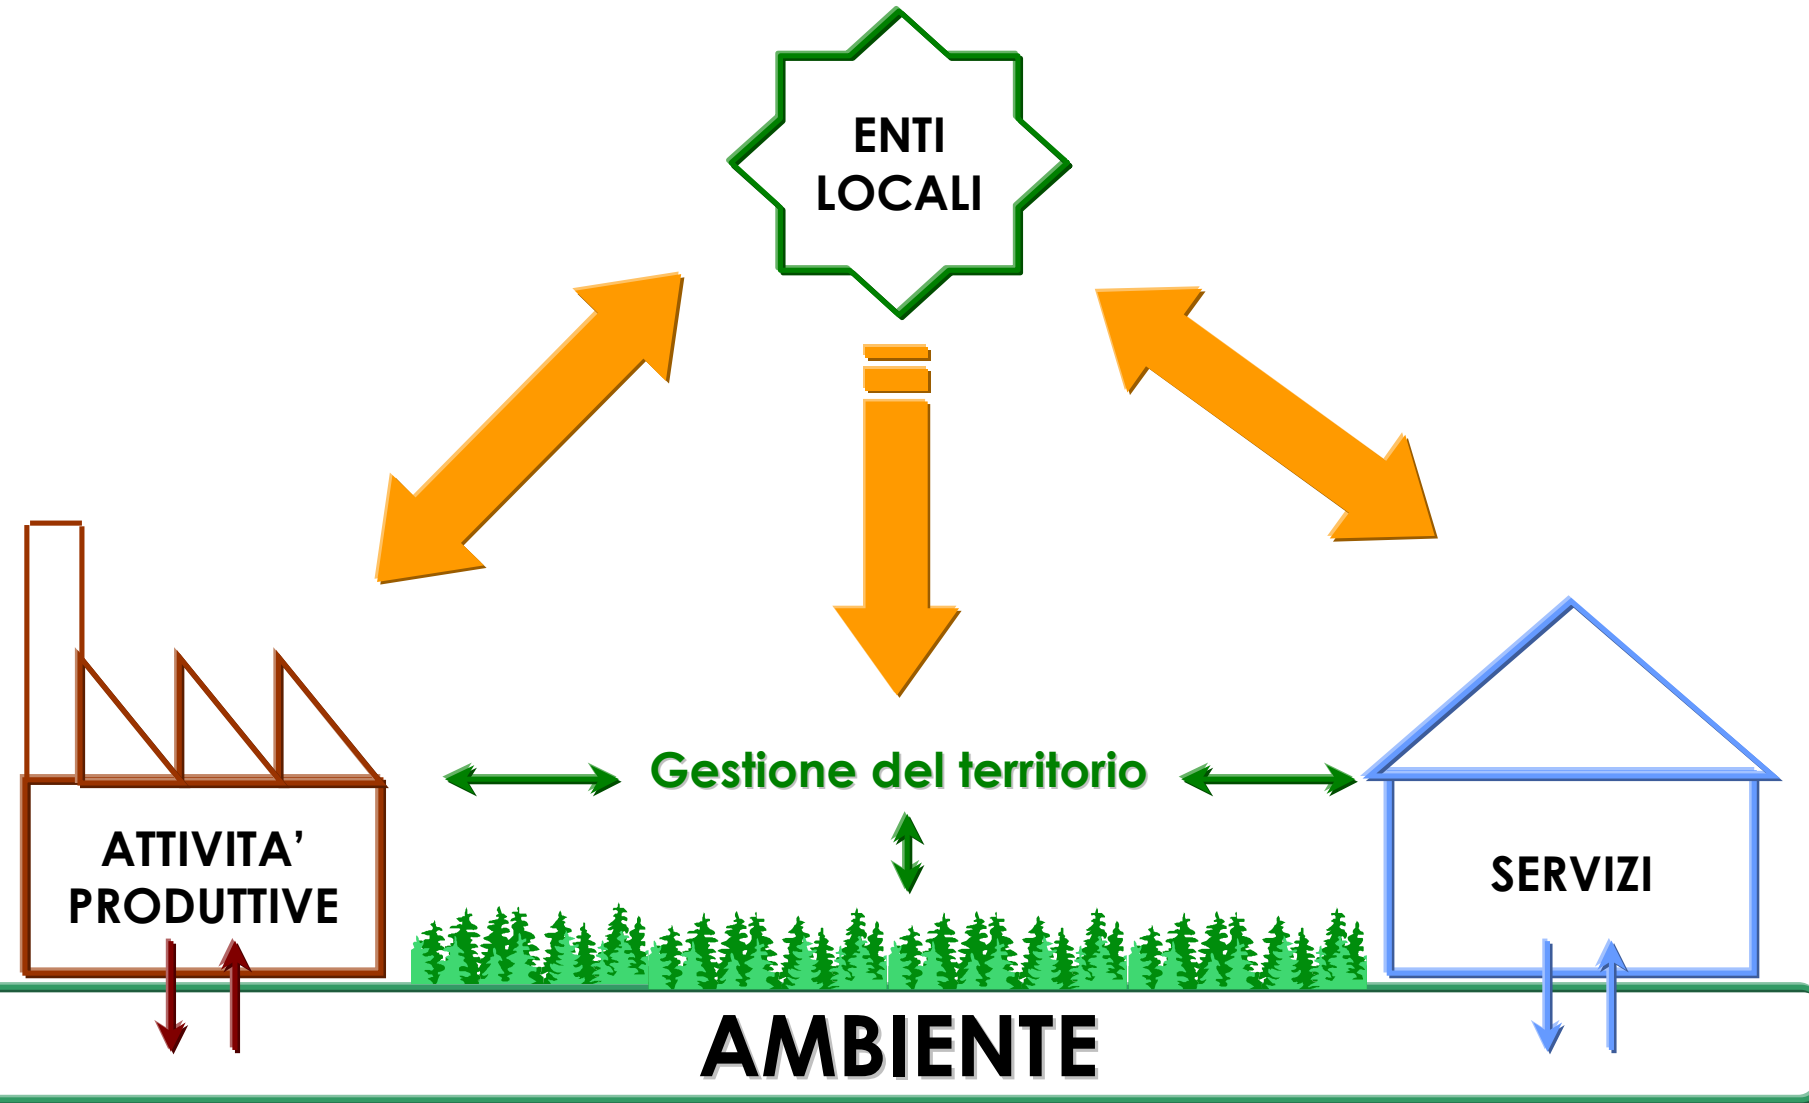 ENTI
LOCALI
Gestione del territorio
ATTIVITA’
PRODUTTIVE
SERVIZI
AMBIENTE